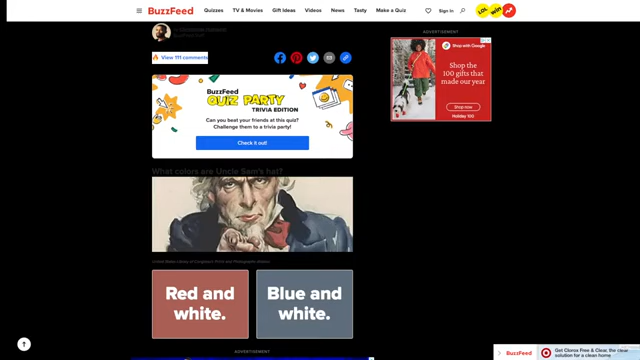 BuzzFeed
Quizzes
TV & Movies
Gift Ideas
Videos
News
Tasty
Make a Quiz
Sign In
LOL
win
🔥 View 111 comments
BuzzFeed
QUIZ PARTY
TRIVIA EDITION
Can you beat your friends at this quiz?
Challenge them to a trivia party!
Check it out!
What colors are Uncle Sam's hat?
Red and
white.
Blue and
white.
ADVERTISEMENT
ADVERTISEMENT
Shop with Google
Shop the
100 gifts that
made our year
Shop now
Holiday 100
BuzzFeed
Get Clorox Free & Clear, the clear
solution for a clean home